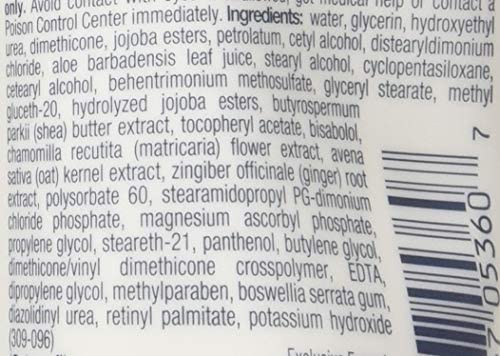 only. Avoid contact with
get medical help or contact a
Poison Control Center immediately. Ingredients: water, glycerin, hydroxyethyl
urea, dimethicone, jojoba esters, petrolatum, cetyl alcohol, distearyldimonium
chloride, aloe barbadensis leaf juice, stearyl alcohol, cyclopentasiloxane,
cetearyl alcohol, behentrimonium methosulfate, glyceryl stearate, methyl
gluceth-20, hydrolyzed jojoba esters, butyrospermum
parkii (shea) butter extract, tocopheryl acetate, bisabolol,
chamomilla recutita (matricaria) flower extract, avena
sativa (oat) kernel extract, zingiber officinale (ginger) root
extract, polysorbate 60, stearamidopropyl PG-dimonium
chloride phosphate, magnesium ascorbyl phosphate,
propylene glycol, steareth-21, panthenol, butylene glycol,
dimethicone/vinyl dimethicone crosspolymer, EDTA,
dipropylene glycol, methylparaben, boswellia serrata gum,
diazolidinyl urea, retinyl palmitate, potassium hydroxide
(309-096)
Exclusive
7 05360 7